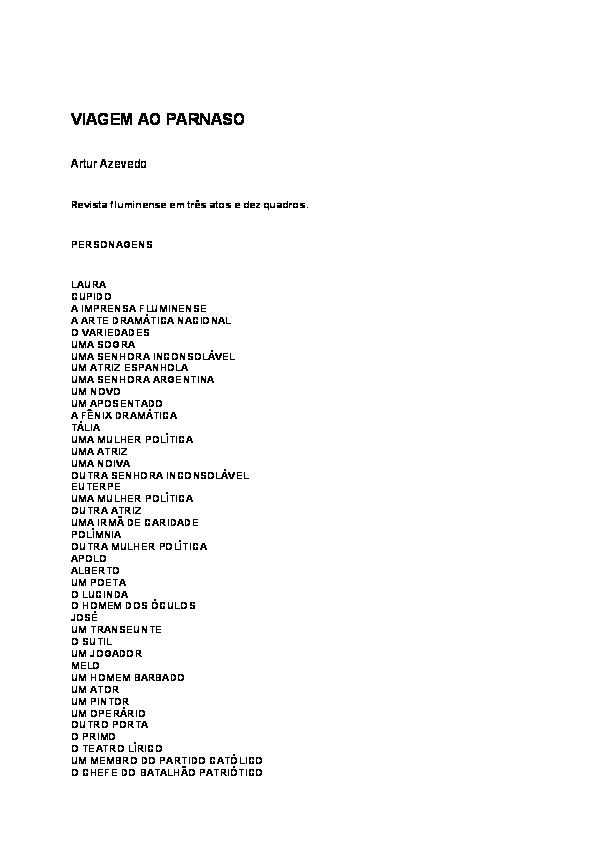 VIAGEM AO PARNASO
Artur Azevedo
Revista fluminense em três atos e dez quadros.
PERSONAGENS
LAURA
CUPIDO
A IMPRENSA FLUMINENSE
A ARTE DRAMÁTICA NACIONAL
O VARIEDADES
UMA SOGRA
UMA SENHORA INCONSOLÁVEL
UM ATRIZ ESPANHOLA
UMA SENHORA ARGENTINA
UM NOVO
UM APOSENTADO
A FÊNIX DRAMÁTICA
TÁLIA
UMA MULHER POLÍTICA
UMA ATRIZ
UMA NOIVA
OUTRA SENHORA INCONSOLÁVEL
EUTERPE
UMA MULHER POLÍTICA
OUTRA ATRIZ
UMA IRMÃ DE CARIDADE
POLÍMNIA
OUTRA MULHER POLÍTICA
APOLO
ALBERTO
UM POETA
O LUCINDA
O HOMEM DOS ÓCULOS
JOSÉ
UM TRANSEUNTE
O SUTIL
UM JOGADOR
MELO
UM HOMEM BARBADO
UM ATOR
UM PINTOR
UM OPERÁRIO
OUTRO PORTA
O PRIMO
O TEATRO LÍRICO
UM MEMBRO DO PARTIDO CATÓLICO
O CHEFE DO BATALHÃO PATRIÓTICO